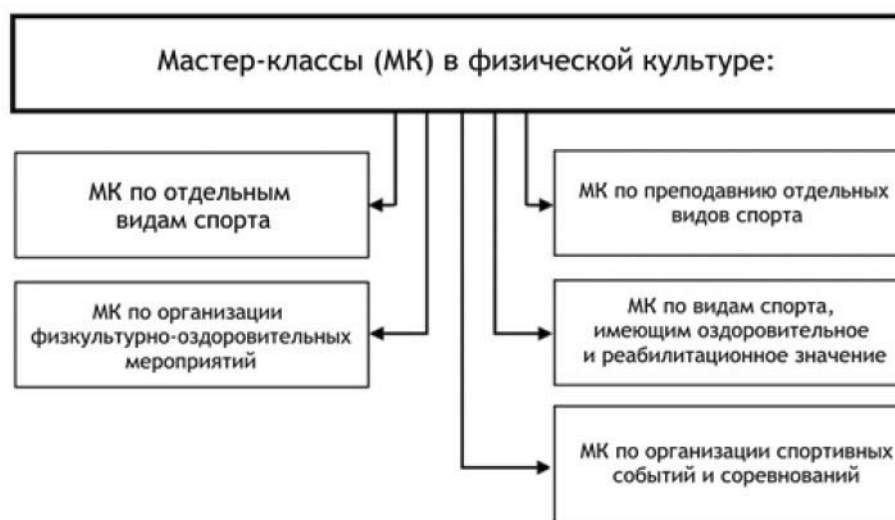 Мастер-классы (МК) в физической культуре:
МК по отдельным
видам спорта
МК по организации
физкультурно-оздоровительных
мероприятий
МК по преподавнию отдельных
видов спорта
МК по видам спорта,
имеющим оздоровительное
и реабилитационное значение
МК по организации спортивных
событий и соревнований